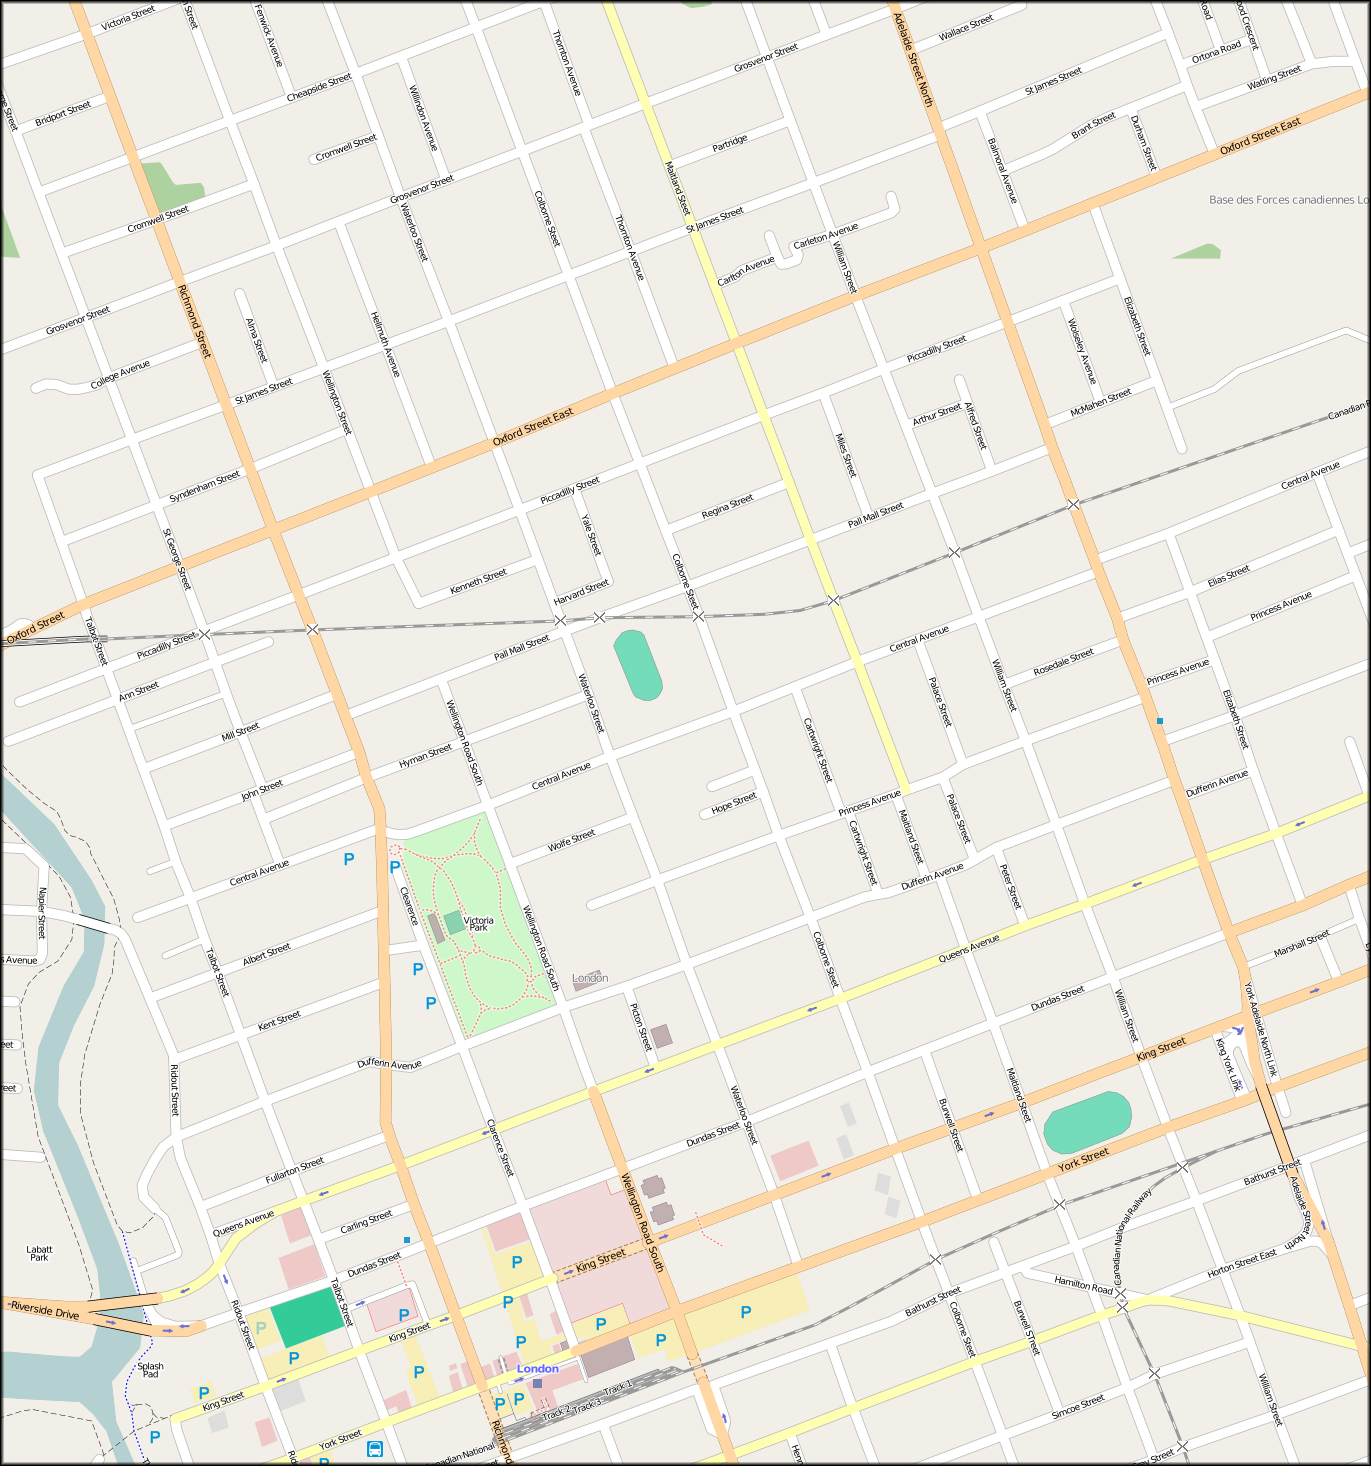 Victoria Street
Fenwick Avenue
Thornton Avenue
Grosvenor Street
Adelaide Street North
Wallace Street
Ortona Road
Watling Street
St James Street
Cheapside Street
Bridport Street
Willindon Avenue
Cromwell Street
Partridge
Brant Street
Durham Street
Balmoral Avenue
Oxford Street East
Grosvenor Street
Maitland Street
Base des Forces canadiennes Lo
Cromwell Street
Waterloo Street
Colborne Street
Thornton Avenue
St James Street
Carleton Avenue
Carlton Avenue
William Street
Richmond Street
Grosvenor Street
Alma Street
Hellmuth Avenue
Elizabeth Street
Wolseley Avenue
Piccadilly Street
College Avenue
St James Street
Wellington Street
McMahen Street
Arthur Street
Alfred Street
Oxford Street East
Miles Street
Canadian P
Central Avenue
Syndenham Street
Piccadilly Street
Regina Street
Pall Mall Street
St George Street
Yale Street
Colborne Street
Kenneth Street
Harvard Street
Elias Street
Princess Avenue
Oxford Street
Talbot Street
Piccadilly Street
Pall Mall Street
Central Avenue
Rosedale Street
Princess Avenue
Ann Street
Waterloo Street
Palace Street
William Street
Elizabeth Street
Mill Street
Wellington Road South
Hyman Street
Cartwright Street
Central Avenue
John Street
Hope Street
Princess Avenue
Dufferin Avenue
Palace Street
Maitland Street
Cartwright Street
Wolfe Street
Central Avenue
Dufferin Avenue
Peter Street
P
P
Clarence
Napier Street
Victoria
Park
Wellington Road South
Albert Street
Talbot Street
s Avenue
Queens Avenue
Colborne Street
Marshall Street
P
London
P
Dundas Street
William Street
York Adelaide North Link
Kent Street
Picton Street
King Street
King York Link
eet
Dufferin Avenue
Ridout Street
reet
Waterloo Street
Maitland Street
Burwell Street
Clarence Street
Dundas Street
York Street
Fullarton Street
Wellington Road South
Bathurst Street
Adelaide Street
North
Canadian National Railway
Queens Avenue
Carling Street
Labatt
Park
Dundas Street
P
King Street
Horton Street East
Hamilton Road
Riverside Drive
Ridout Street
Talbot Street
P
P
P
P
P
Bathurst Street
Colborne Street
Burwell STreet
King Street
P
P
P
P
London
Splash
Pad
P
P
King Street
Track 1
Track 2
Track 3
P
P
William Street
Simcoe Street
Richmond
York Street
P
anadian National
P
Henn